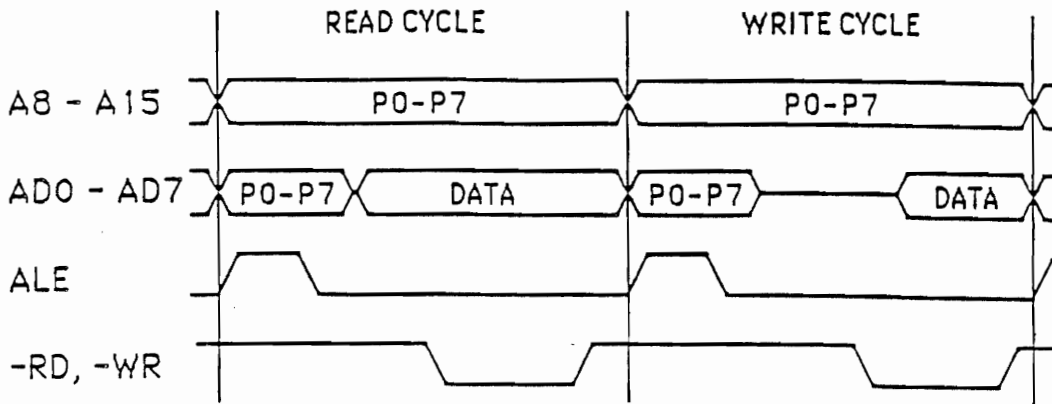 READ CYCLE WRITE CYCLE
A8 - A15 P0-P7 P0-P7
AD0 - AD7 P0-P7 DATA P0-P7 DATA
ALE
-RD, -WR